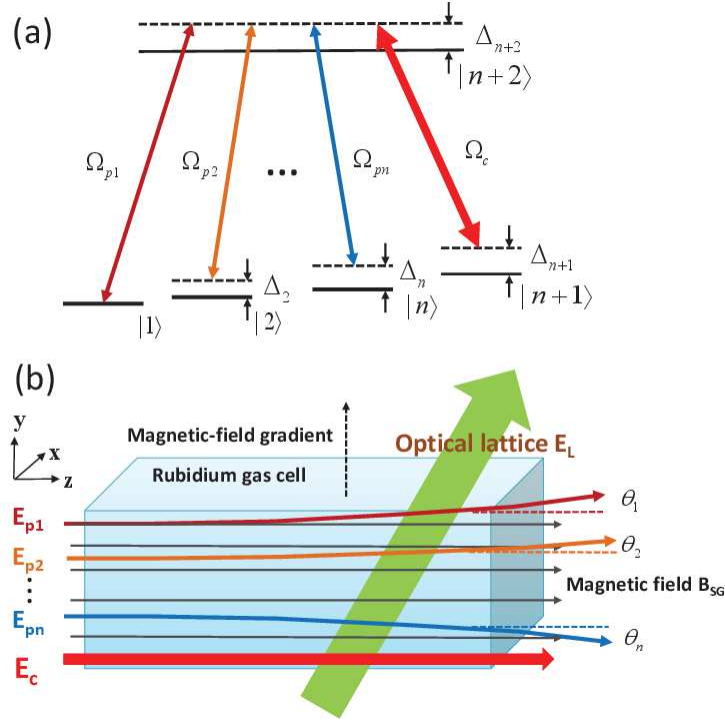 (a)
Δn+2
|n+2⟩
Ωp1
Ωp2
•••
Ωpn
Ωc
Δ2
Δn
Δn+1
|1⟩
|2⟩
|n⟩
|n+1⟩
(b)
y
x
z
Magnetic-field gradient
Optical lattice EL
Rubidium gas cell
Ep1
θ1
Ep2
θ2
⋮
Magnetic field BSG
Epn
θn
Ec